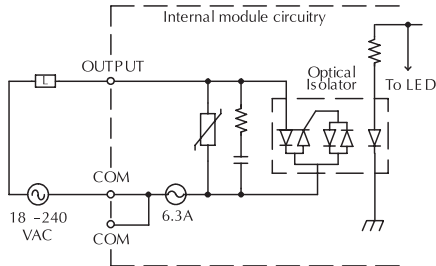 Internal module circuitry
OUTPUT
L
Optical
Isolator
To LED
COM
6.3A
18 –240
VAC
COM